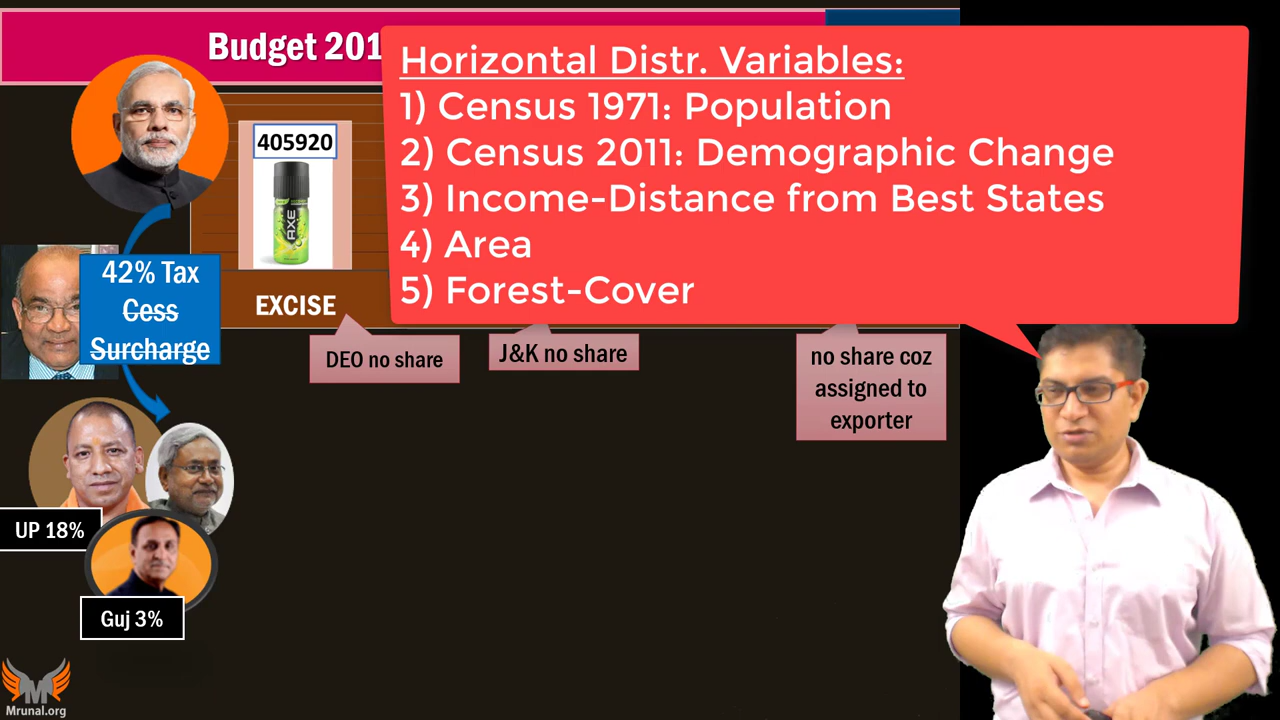 Budget 201
Horizontal Distr. Variables:
1) Census 1971: Population
2) Census 2011: Demographic Change
3) Income-Distance from Best States
4) Area
5) Forest-Cover
405920
AXE
EXCISE
42% Tax
Cess
Surcharge
DEO no share
J&K no share
no share coz
assigned to
exporter
UP 18%
Guj 3%
Mrunal.org